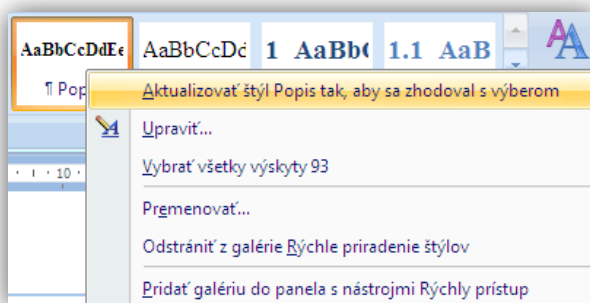 AaBbCcDdEe AaBbCcDd 1 AaBb( 1.1 AaB AA
¶ Pop
Aktualizovať štýl Popis tak, aby sa zhodoval s výberom
Upraviť...
Vybrať všetky výskyty 93
10
Premenovať...
Odstrániť z galérie Rýchle priradenie štýlov
Pridať galériu do panela s nástrojmi Rýchly prístup